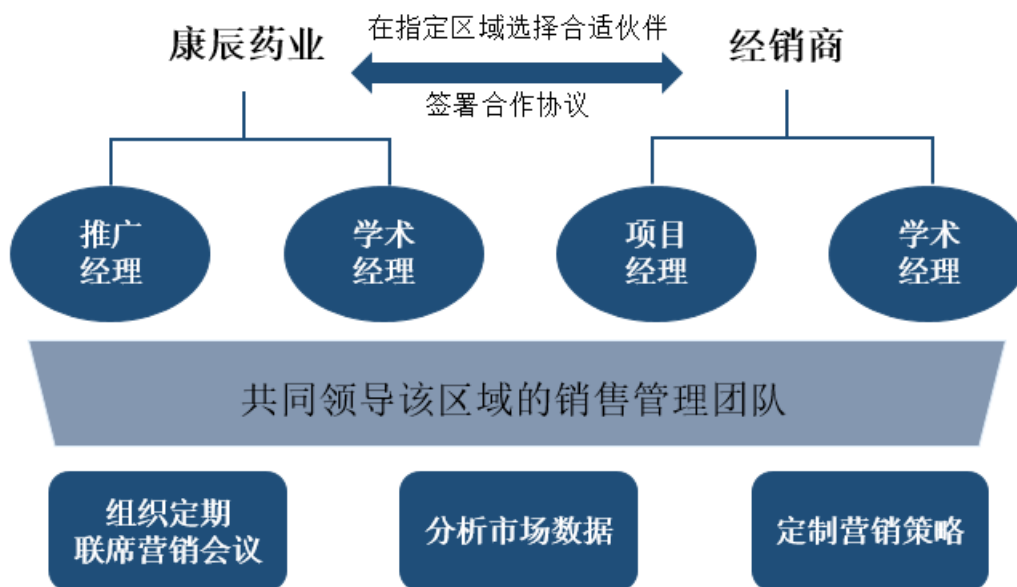 康辰药业
在指定区域选择合适伙伴
经销商
签署合作协议
推广
经理
学术
经理
项目
经理
学术
经理
共同领导该区域的销售管理团队
组织定期
联席营销会议
分析市场数据
定制营销策略